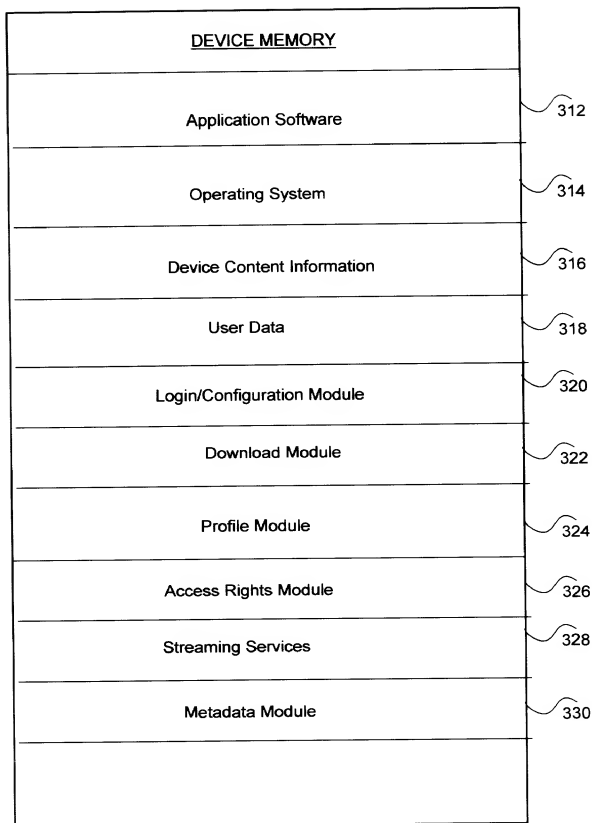 DEVICE MEMORY
Application Software
312
Operating System
314
Device Content Information
316
User Data
318
Login/Configuration Module
320
Download Module
322
Profile Module
324
Access Rights Module
326
Streaming Services
328
Metadata Module
330